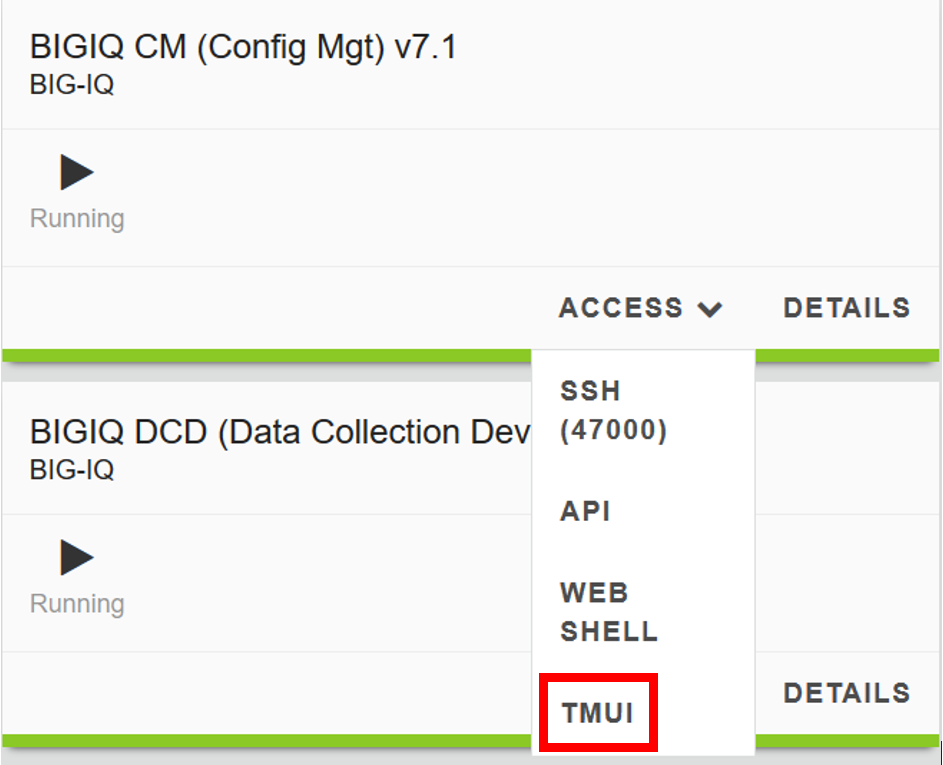 BIGIQ CM (Config Mgt) v7.1
BIG-IQ
Running
ACCESS DETAILS
SSH
(47000)
BIGIQ DCD (Data Collection Dev
BIG-IQ
API
WEB
SHELL
Running
TMUI
DETAILS